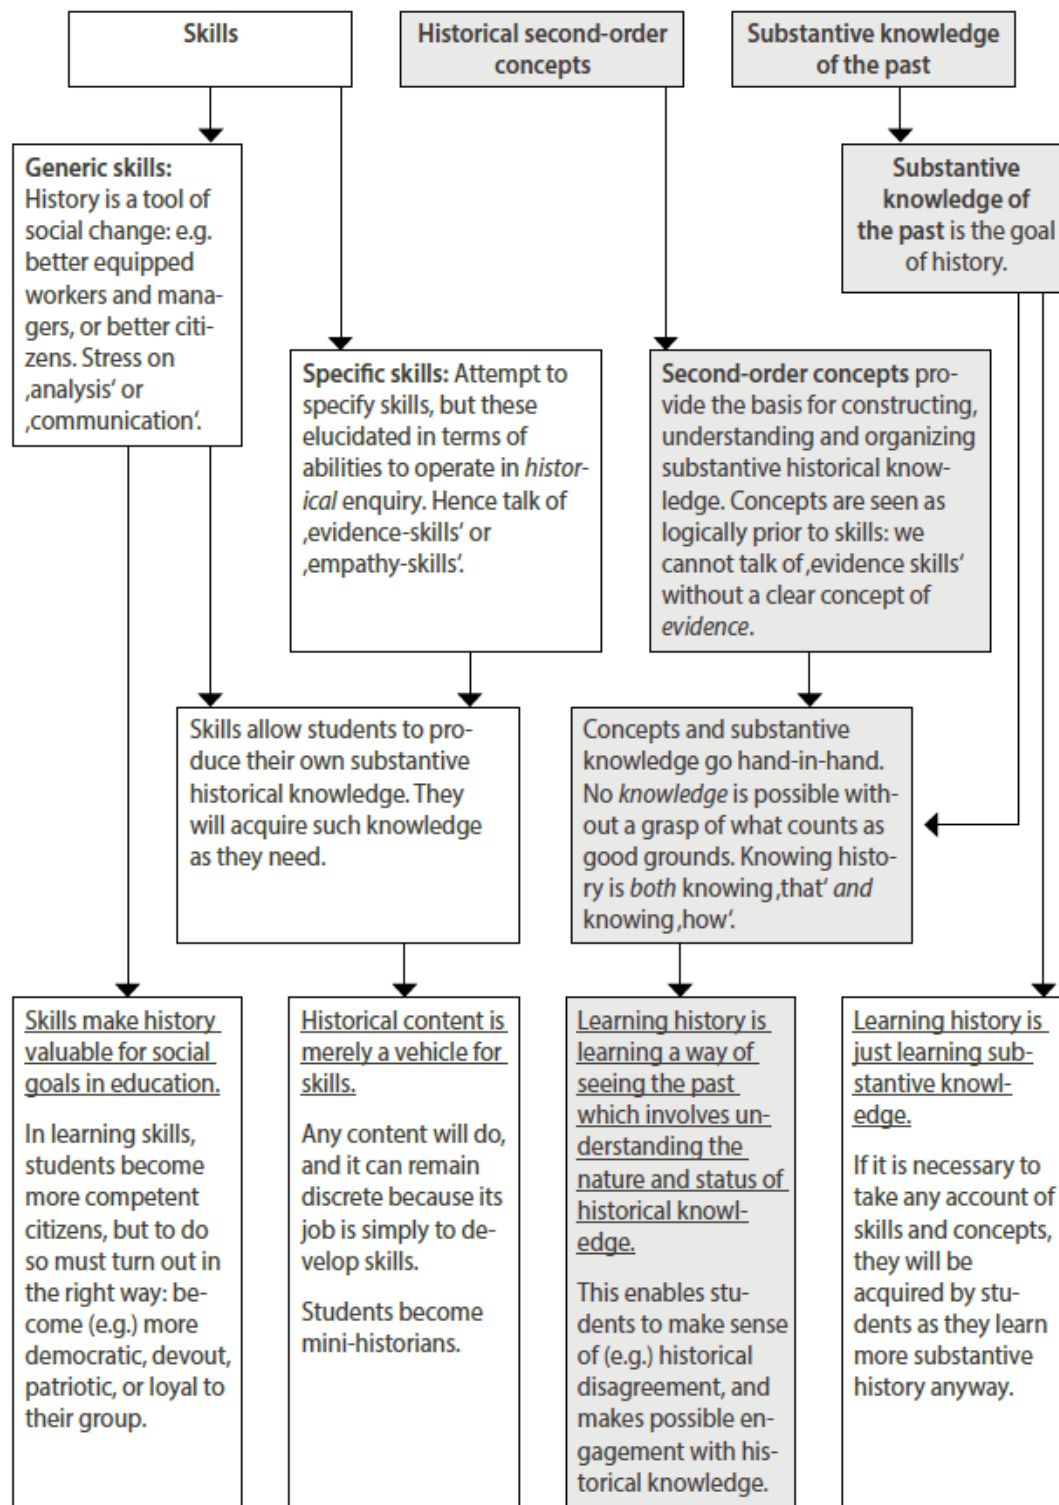 Skills
Historical second-order
concepts
Substantive knowledge
of the past
Generic skills:
History is a tool of
social change: e.g.
better equipped
workers and mana-
gers, or better citi-
zens. Stress on
‚analysis‘ or
‚communication‘.
Substantive
knowledge of
the past is the goal
of history.
Specific skills: Attempt to
specify skills, but these
elucidated in terms of
abilities to operate in histor-
ical enquiry. Hence talk of
‚evidence-skills‘ or
‚empathy-skills‘.
Second-order concepts pro-
vide the basis for constructing,
understanding and organizing
substantive historical know-
ledge. Concepts are seen as
logically prior to skills: we
cannot talk of ‚evidence skills‘
without a clear concept of
evidence.
Skills allow students to pro-
duce their own substantive
historical knowledge. They
will acquire such knowledge
as they need.
Concepts and substantive
knowledge go hand-in-hand.
No knowledge is possible with-
out a grasp of what counts as
good grounds. Knowing histo-
ry is both knowing ‚that‘ and
knowing ‚how‘.
Skills make history
valuable for social
goals in education.
In learning skills,
students become
more competent
citizens, but to do
so must turn out in
the right way: be-
come (e.g.) more
democratic, devout,
patriotic, or loyal to
their group.
Historical content is
merely a vehicle for
skills.
Any content will do,
and it can remain
discrete because its
job is simply to de-
velop skills.
Students become
mini-historians.
Learning history is
learning a way of
seeing the past
which involves un-
derstanding the
nature and status of
historical knowl-
edge.
This enables stu-
dents to make sense
of (e.g.) historical
disagreement, and
makes possible en-
gagement with his-
torical knowledge.
Learning history is
just learning sub-
stantive knowl-
edge.
If it is necessary to
take any account of
skills and concepts,
they will be
acquired by stu-
dents as they learn
more substantive
history anyway.